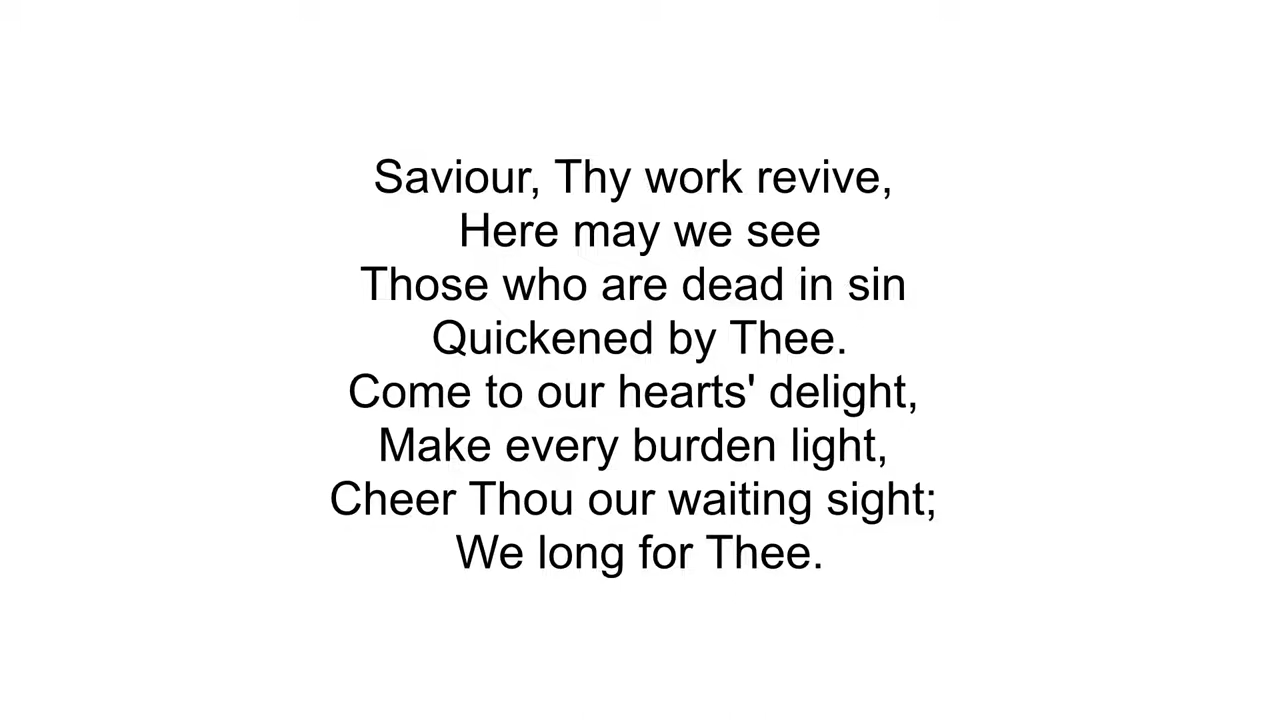 Saviour, Thy work revive,
Here may we see
Those who are dead in sin
Quickened by Thee.
Come to our hearts' delight,
Make every burden light,
Cheer Thou our waiting sight;
We long for Thee.